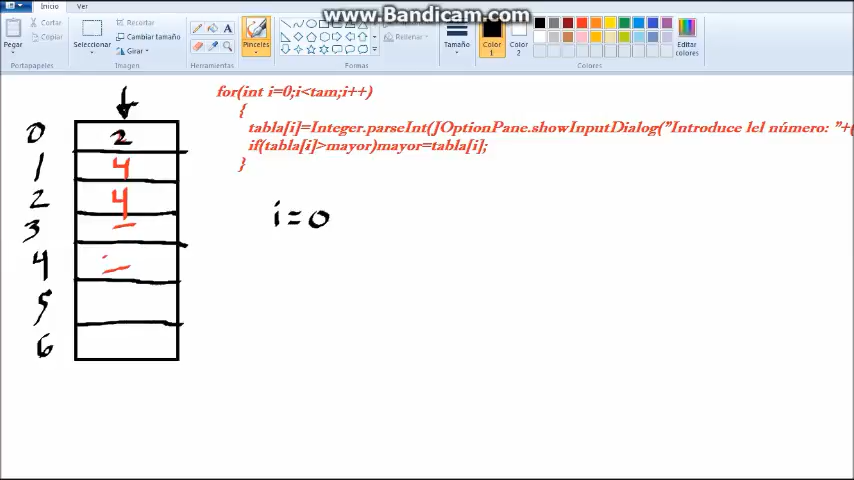 www.Bandicam.com
Inicio Ver
Pegar
Cortar
Copiar
Portapapeles
Seleccionar
Recortar
Cambiar tamaño
Girar
Imagen
Herramientas
Pinceles
Contorno
Rellenar
Formas
Tamaño
Color 1
Color 2
Colores
Editar colores
for(int i=0;i<tam;i++)
{
tabla[i]=Integer.parseInt(JOptionPane.showInputDialog("Introduce lel número: "+(
if(tabla[i]>mayor)mayor=tabla[i];
}
0 2
1 4
2 4
3
4
5
6
i=0